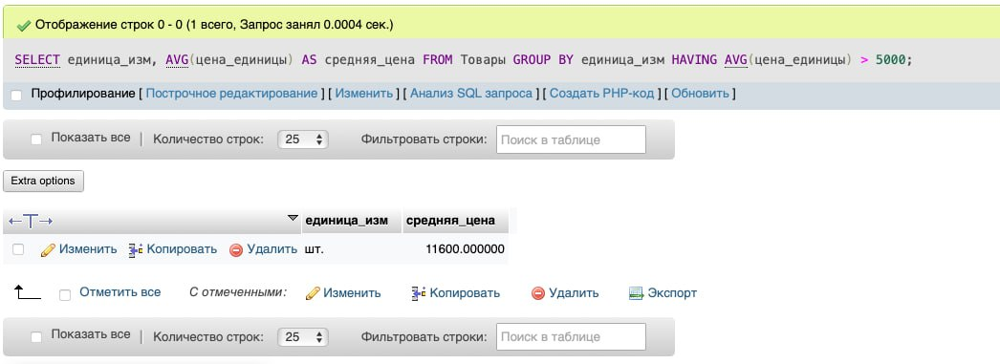 Отображение строк 0 - 0 (1 всего, Запрос занял 0.0004 сек.)
SELECT единица_изм, AVG(цена_единицы) AS средняя_цена FROM Товары GROUP BY единица_изм HAVING AVG(цена_единицы) > 5000;
Профилирование [ Построчное редактирование ] [ Изменить ] [ Анализ SQL запроса ] [ Создать PHP-код ] [ Обновить ]
Показать все | Количество строк: 25 Фильтровать строки: Поиск в таблице
Extra options
←T→ единица_изм средняя_цена
Изменить Копировать Удалить шт. 11600.000000
Отметить все С отмеченными: Изменить Копировать Удалить Экспорт
Показать все | Количество строк: 25 Фильтровать строки: Поиск в таблице